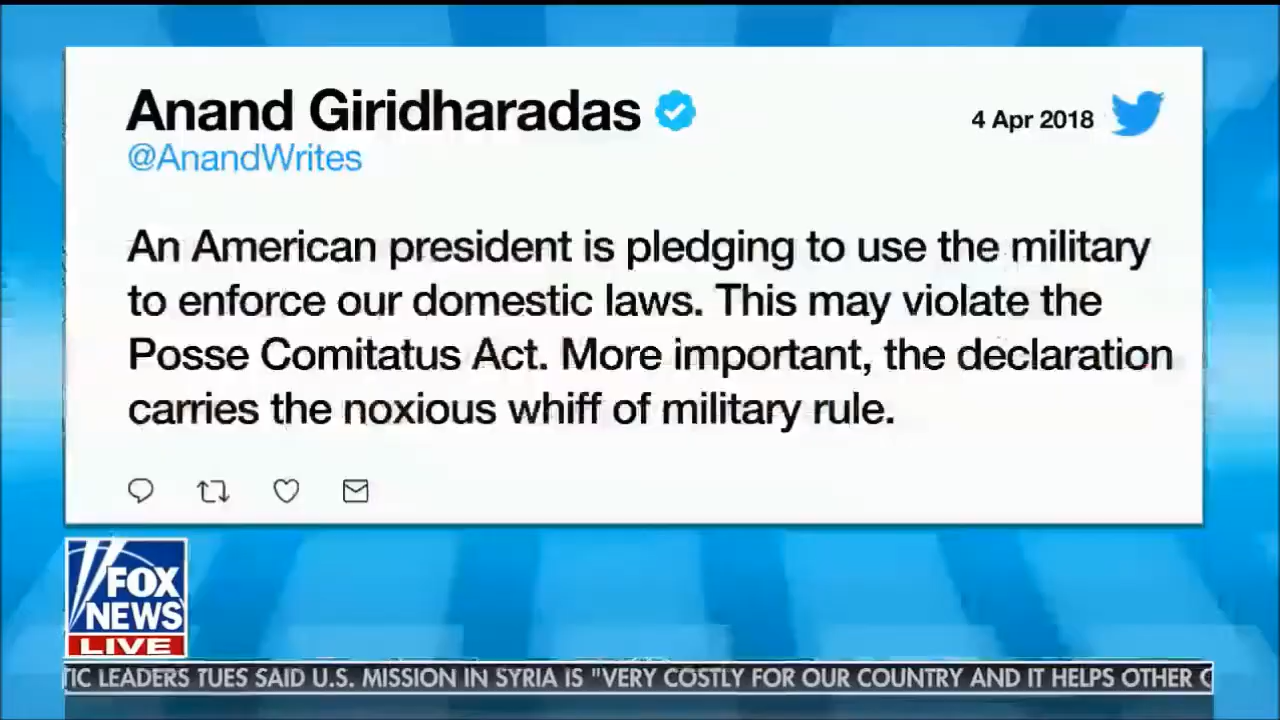 Anand Giridharadas
@AnandWrites
4 Apr 2018
An American president is pledging to use the military
to enforce our domestic laws. This may violate the
Posse Comitatus Act. More important, the declaration
carries the noxious whiff of military rule.
FOX
NEWS
LIVE
TIC LEADERS TUES SAID U.S. MISSION IN SYRIA IS "VERY COSTLY FOR OUR COUNTRY AND IT HELPS OTHER